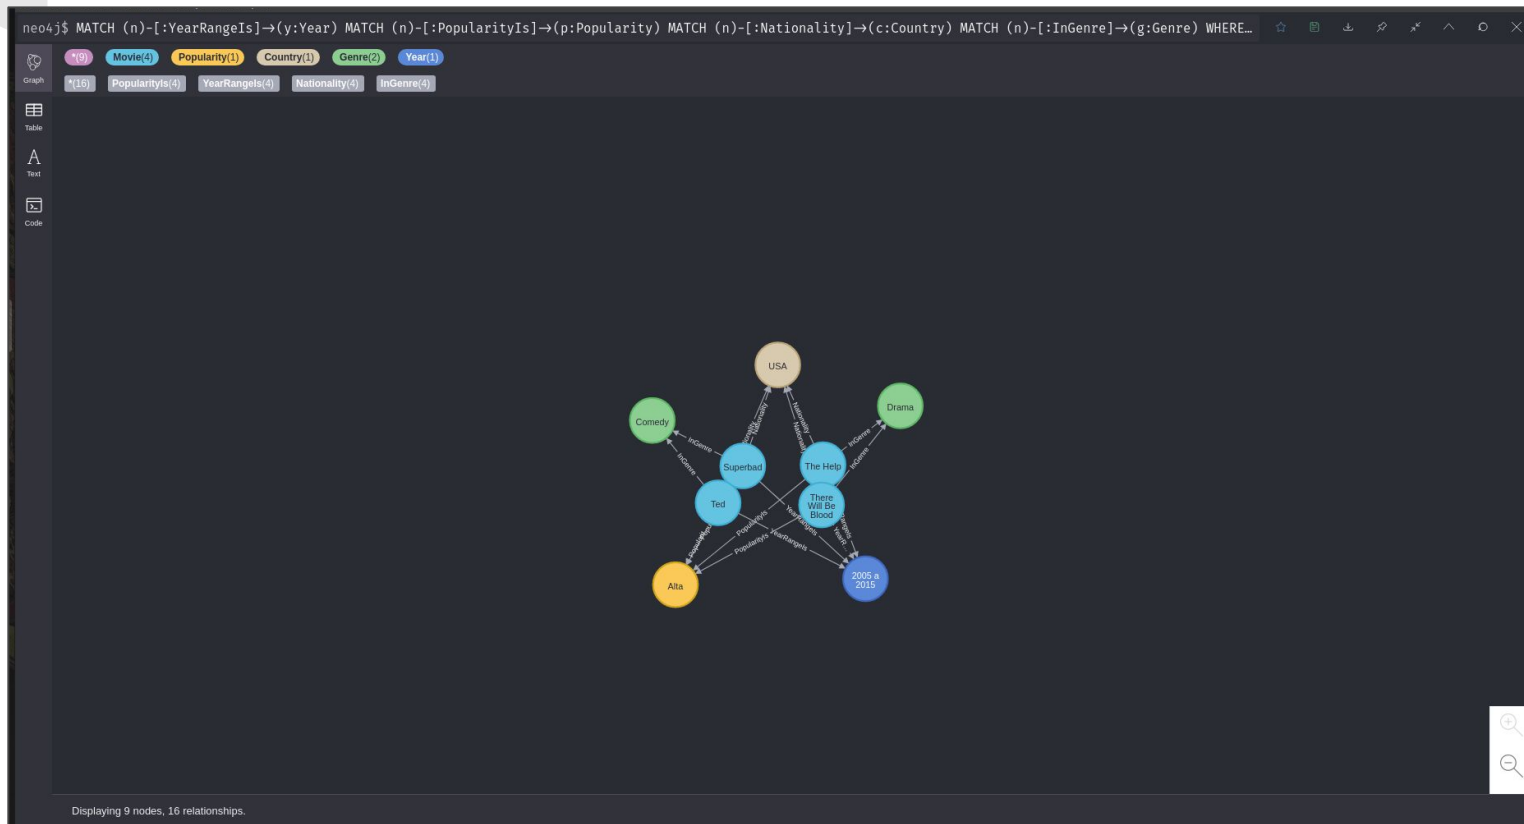 neo4j$ MATCH (n)-[:YearRangeIs]→(y:Year) MATCH (n)-[:PopularityIs]→(p:Popularity) MATCH (n)-[:Nationality]→(c:Country) MATCH (n)-[:InGenre]→(g:Genre) WHERE…
*(9) Movie(4) Popularity(1) Country(1) Genre(2) Year(1)
*(16) PopularityIs(4) YearRangeIs(4) Nationality(4) InGenre(4)
Graph
Table
Text
Code
USA
Drama
Comedy
Nationality
Nationality
InGenre
InGenre
InGenre
InGenre
Superbad
The Help
Ted
There
Will Be
Blood
YearRangeIs
PopularityIs
YearRangeIs
PopularityIs
YearR...
Alta
2005 a
2015
Displaying 9 nodes, 16 relationships.